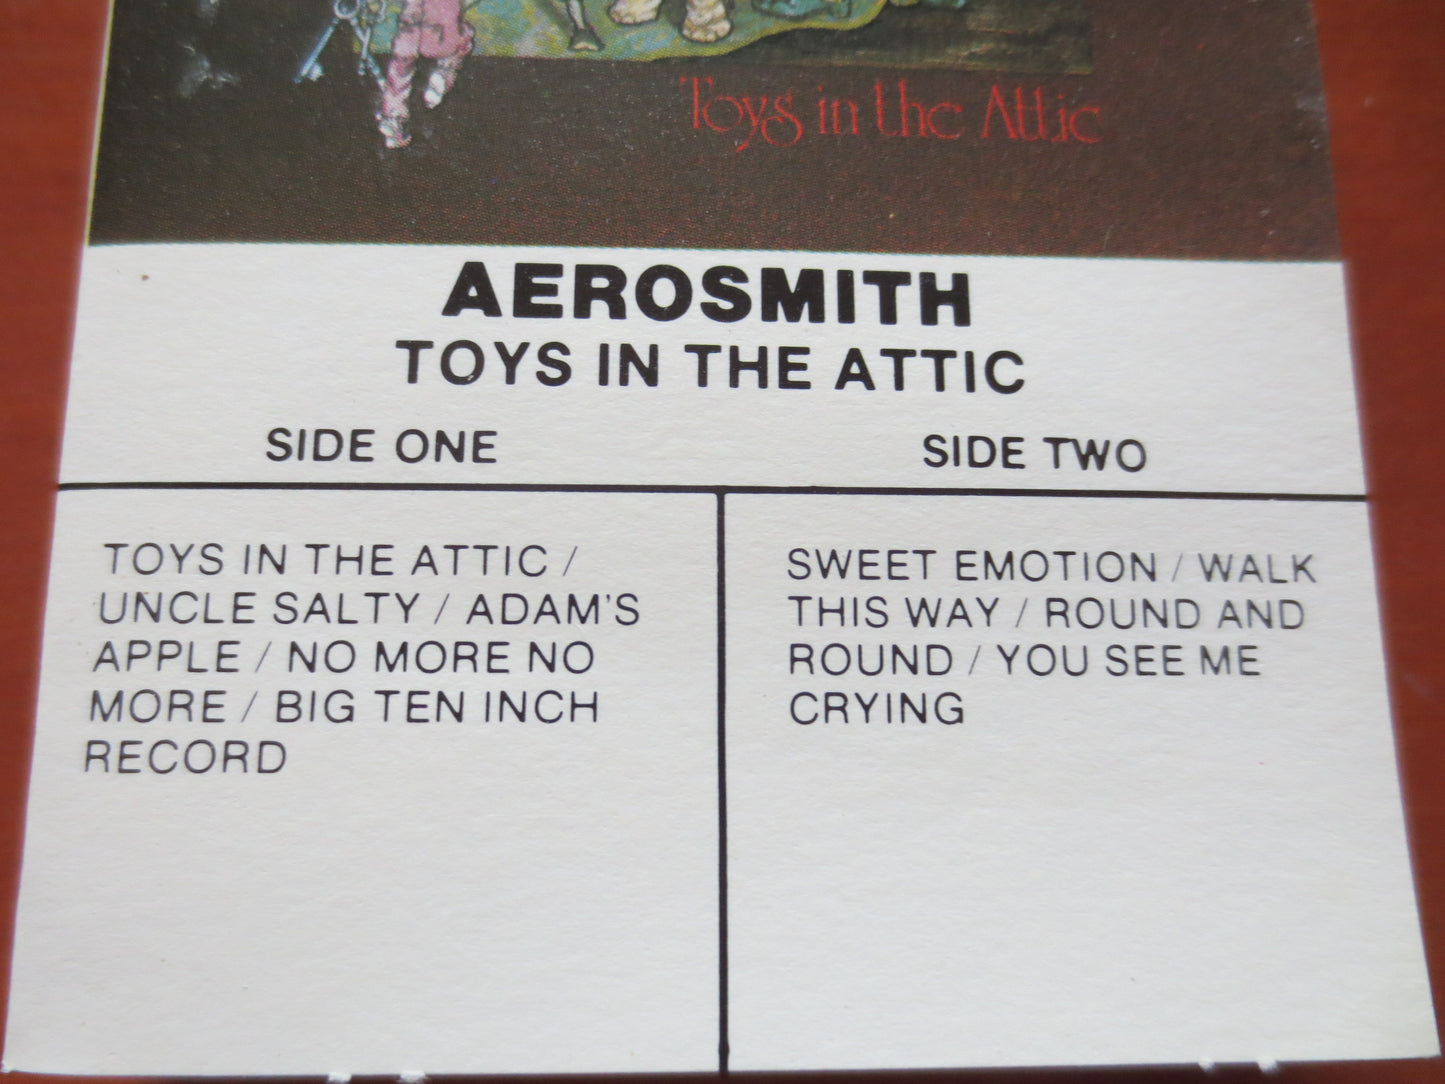 Toys in the Attic
AEROSMITH
TOYS IN THE ATTIC
SIDE ONE
TOYS IN THE ATTIC /
UNCLE SALTY / ADAM'S
APPLE / NO MORE NO
MORE / BIG TEN INCH
RECORD
SIDE TWO
SWEET EMOTION / WALK
THIS WAY / ROUND AND
ROUND / YOU SEE ME
CRYING